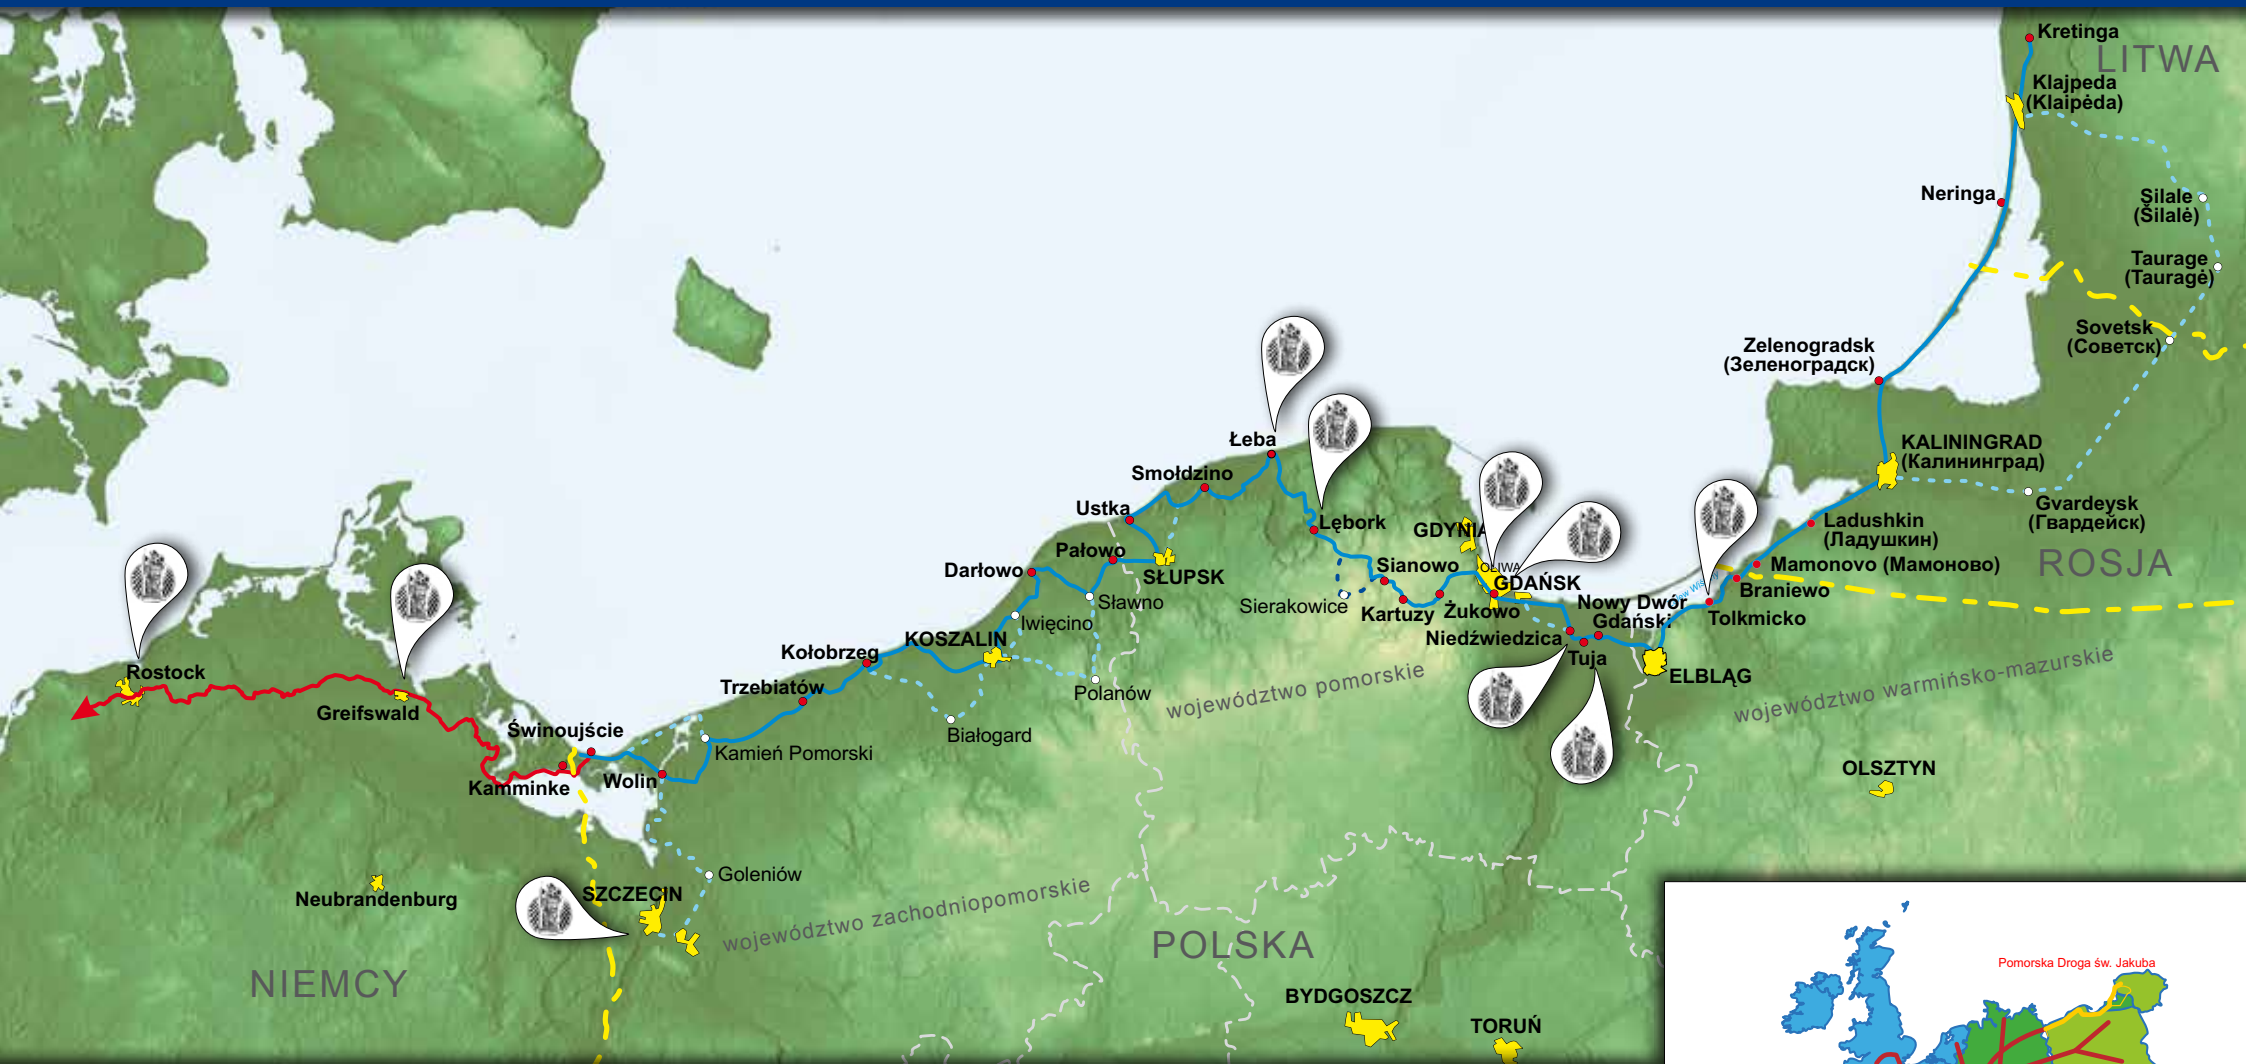 Kretinga
LITWA
Klajpeda
(Klaipėda)
Neringa
Silale
(Šilalė)
Taurage
(Tauragė)
Sovetsk
(Советск)
Zelenogradsk
(Зеленоградск)
KALININGRAD
(Калининград)
Gvardeysk
(Гвардейск)
Ladushkin
(Ладушкин)
ROSJA
Mamonovo (Мамоново)
Braniewo
Tolkmicko
Łeba
Smołdzino
Ustka
Lębork
GDYNIA
Pałowo
SŁUPSK
Sianowo
OLIWA
GDAŃSK
Darłowo
Sławno
Sierakowice
Kartuzy
Żukowo
Nowy Dwór
Gdański
Niedźwiedzica
Tuja
ELBLĄG
Iwięcino
KOSZALIN
Kołobrzeg
Polanów
Trzebiatów
Białogard
województwo pomorskie
województwo warmińsko-mazurskie
Rostock
Greifswald
Świnoujście
Kamień Pomorski
Kamminke
Wolin
OLSZTYN
Goleniów
SZCZECIN
Neubrandenburg
województwo zachodniopomorskie
POLSKA
NIEMCY
BYDGOSZCZ
TORUŃ
Pomorska Droga św. Jakuba